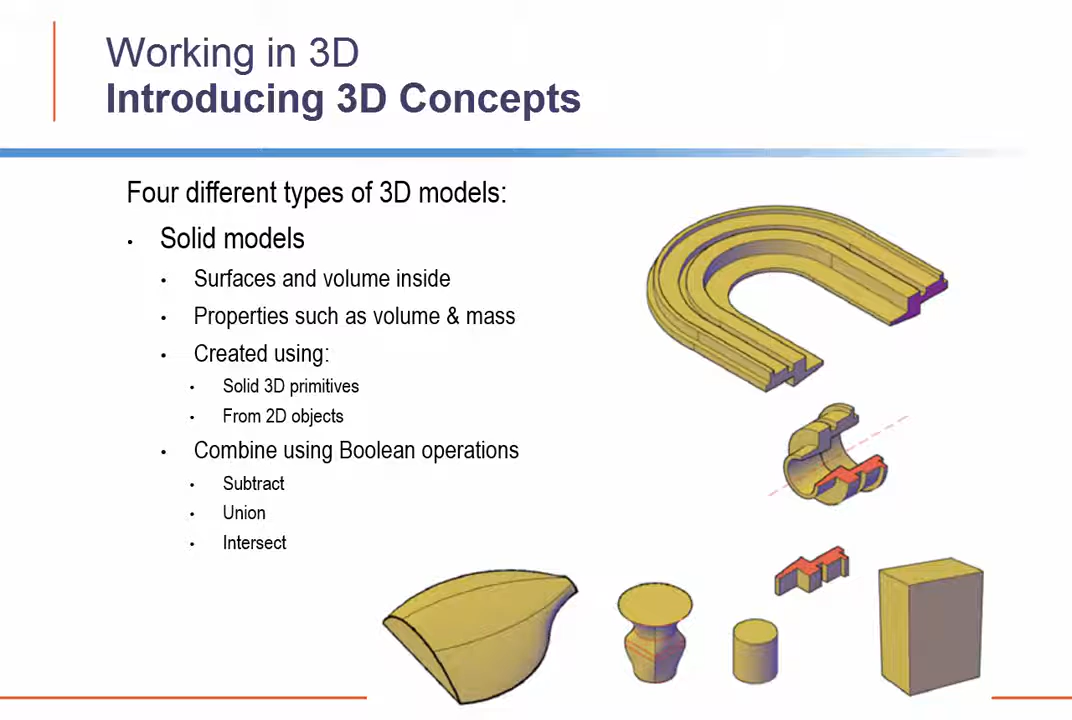 Working in 3D
Introducing 3D Concepts
Four different types of 3D models:
• Solid models
• Surfaces and volume inside
• Properties such as volume & mass
• Created using:
• Solid 3D primitives
• From 2D objects
• Combine using Boolean operations
• Subtract
• Union
• Intersect